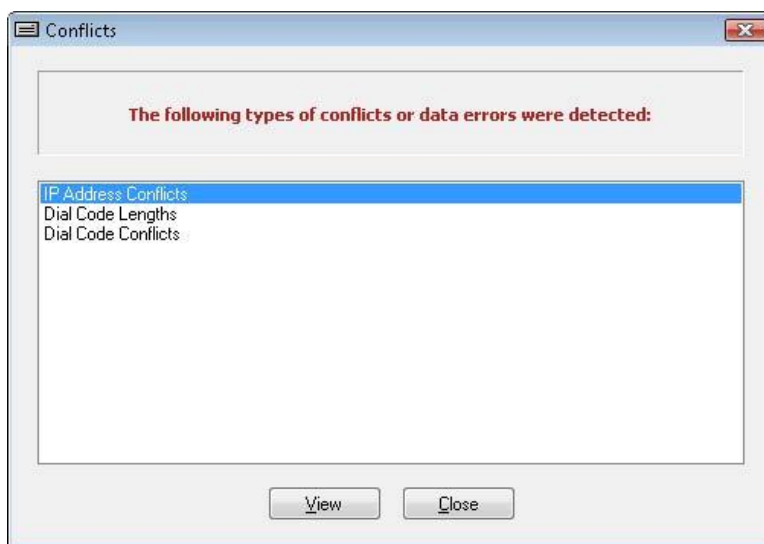 Conflicts
The following types of conflicts or data errors were detected:
IP Address Conflicts
Dial Code Lengths
Dial Code Conflicts
View
Close